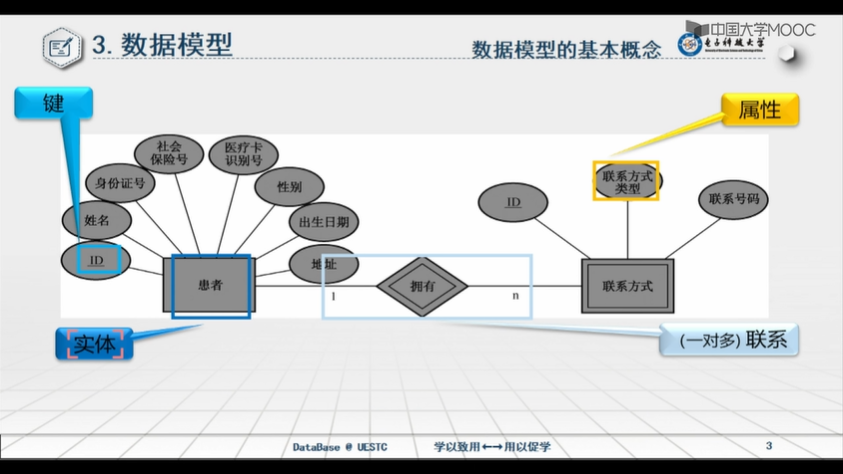 3. 数据模型
数据模型的基本概念
中国大学MOOC
电子科技大学
键
属性
社会
保险号
医疗卡
识别号
身份证号
性别
姓名
出生日期
ID
地址
患者
1
拥有
n
ID
联系方式
类型
联系号码
联系方式
实体
(一对多) 联系
DataBase @ UESTC
学以致用←→用以促学
3